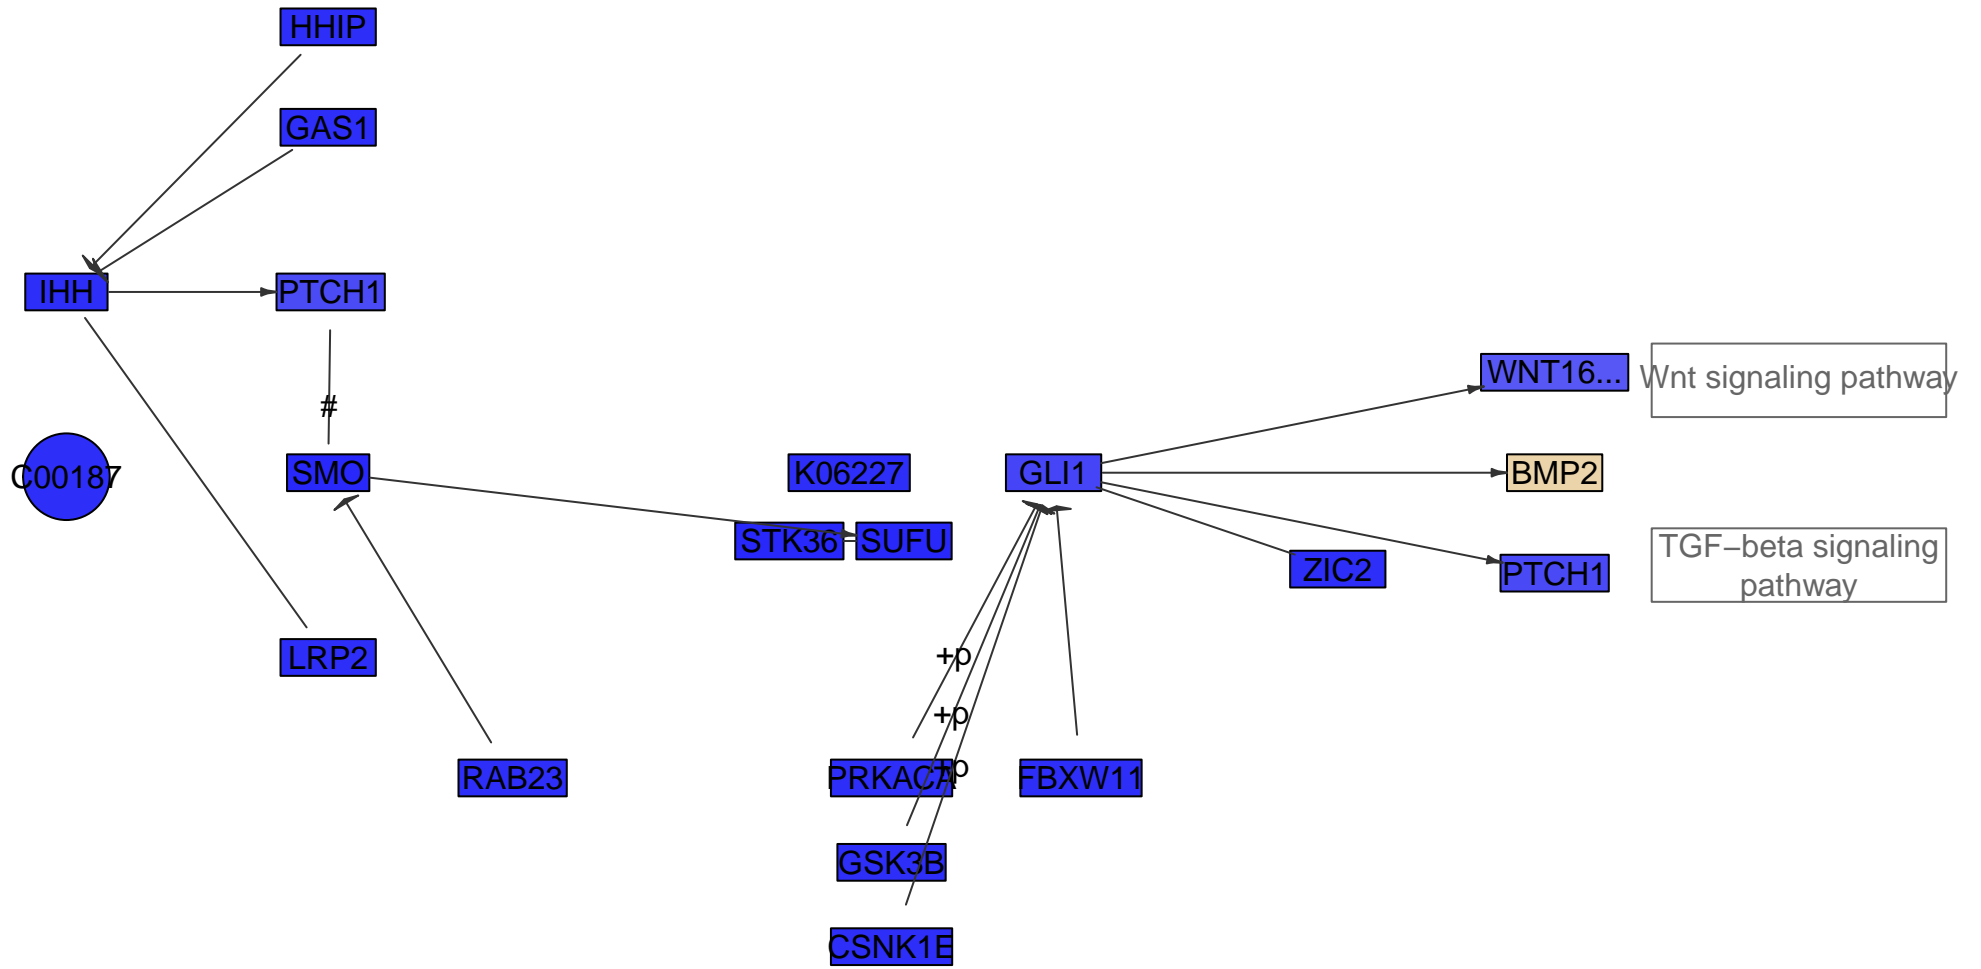 HHIP
GAS1
IHH
PTCH1
WNT16...
Wnt signaling pathway
#
C00187
SMO
K06227
GLI1
BMP2
STK36
SUFU
TGF−beta signaling
pathway
ZIC2
PTCH1
LRP2
+p
+p
+p
RAB23
PRKACA
FBXW11
GSK3B
CSNK1E